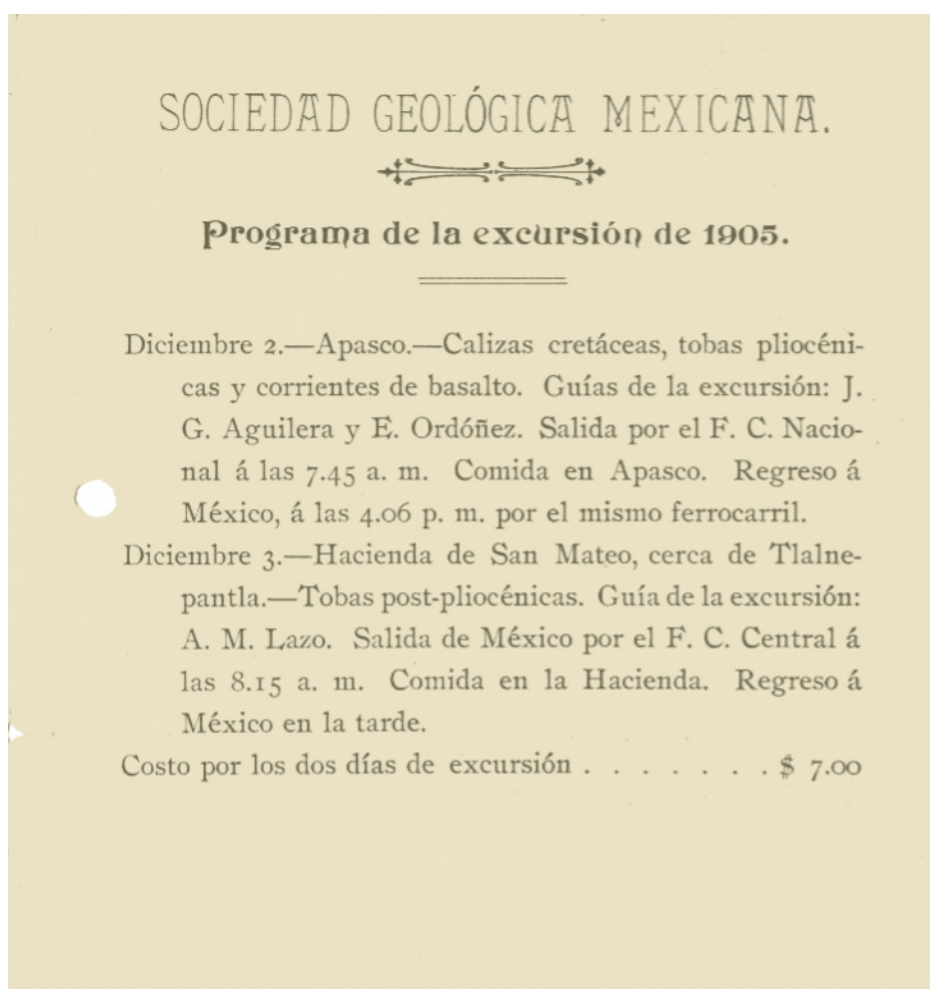 SOCIEDAD GEOLÓGICA MEXICANA.
Programa de la excursión de 1905.
Diciembre 2.—Apasco.—Calizas cretáceas, tobas pliocéni-
cas y corrientes de basalto. Guías de la excursión: J.
G. Aguilera y E. Ordóñez. Salida por el F. C. Nacio-
nal á las 7.45 a. m. Comida en Apasco. Regreso á
México, á las 4.06 p. m. por el mismo ferrocarril.
Diciembre 3.—Hacienda de San Mateo, cerca de Tlalne-
pantla.—Tobas post-pliocénicas. Guía de la excursión:
A. M. Lazo. Salida de México por el F. C. Central á
las 8.15 a. m. Comida en la Hacienda. Regreso á
México en la tarde.
Costo por los dos días de excursión . . . . . . . $ 7.00